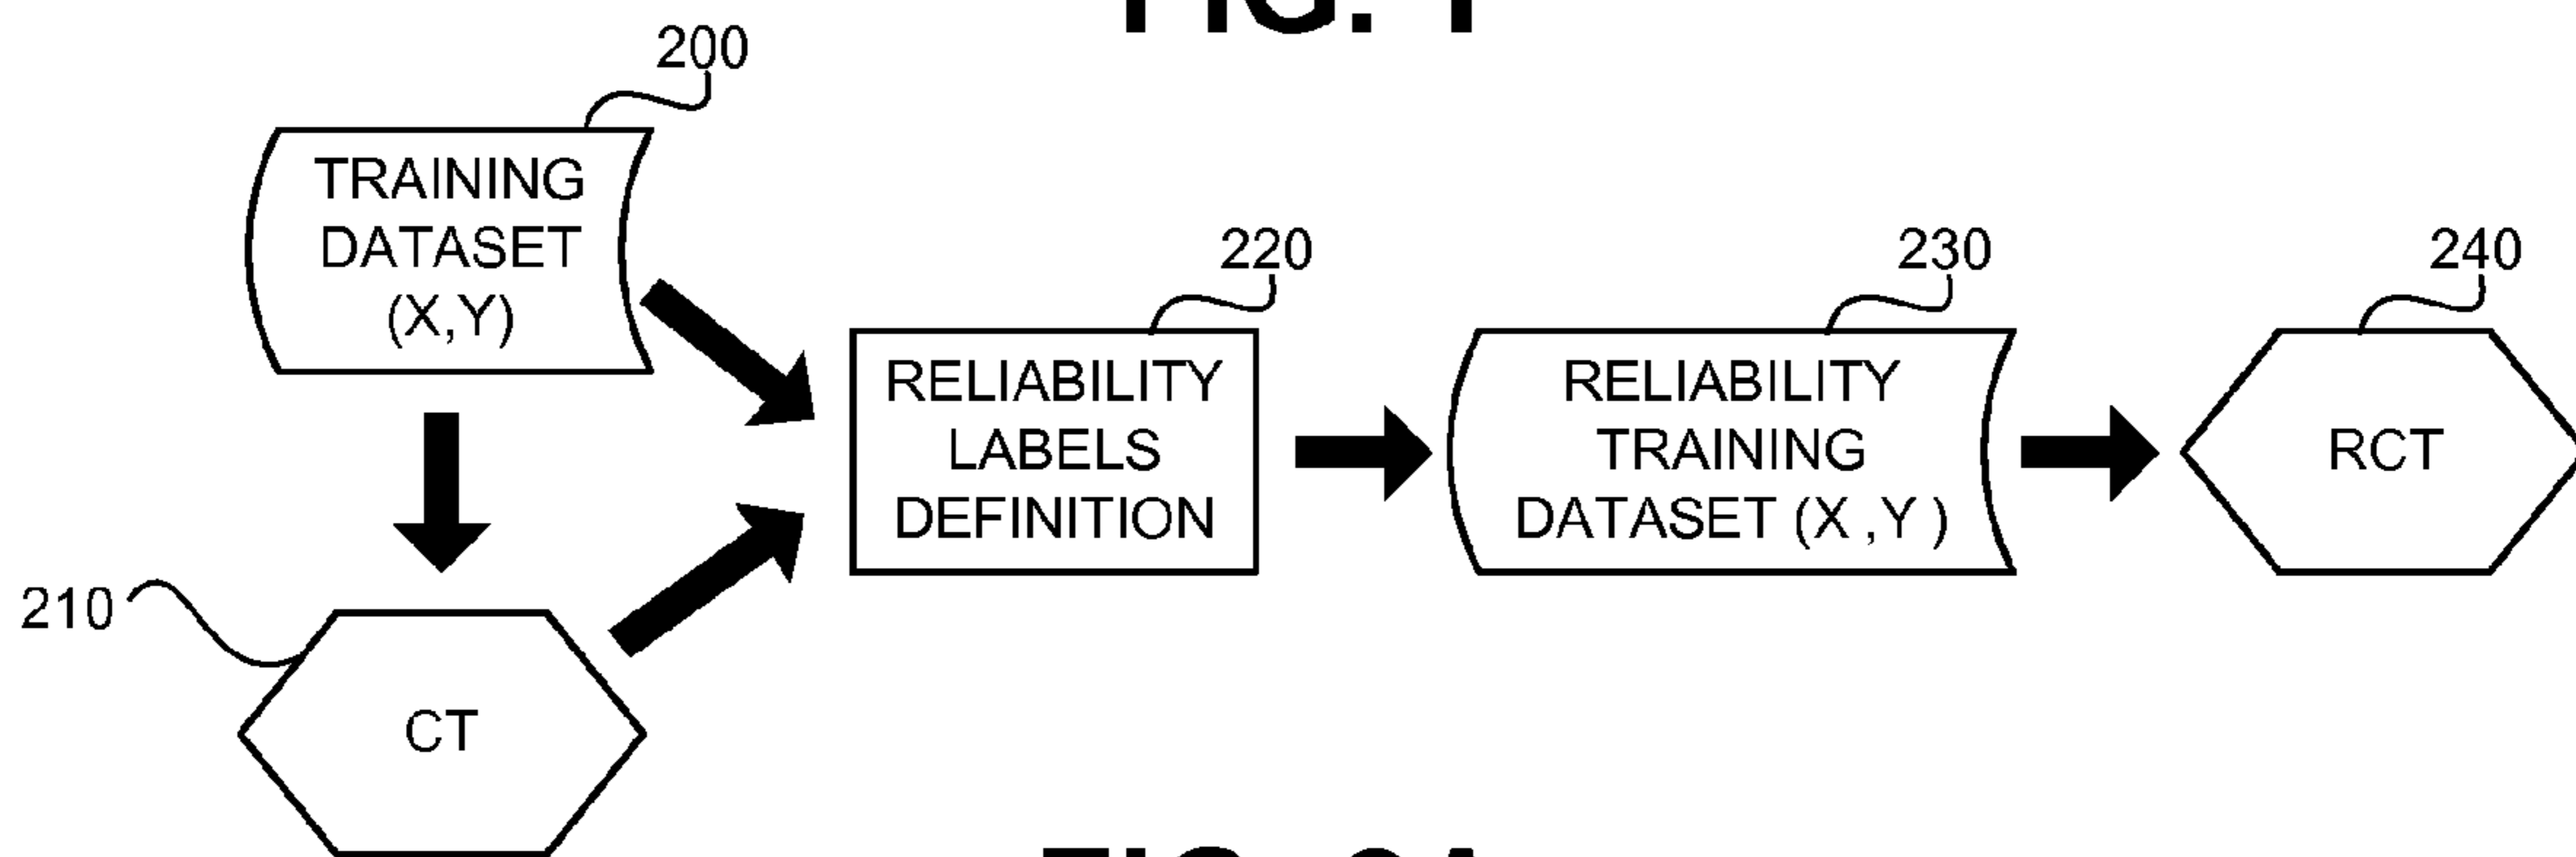 200
TRAINING
DATASET
(X,Y)
220
RELIABILITY
LABELS
DEFINITION
230
RELIABILITY
TRAINING
DATASET (X ,Y )
240
RCT
210
CT